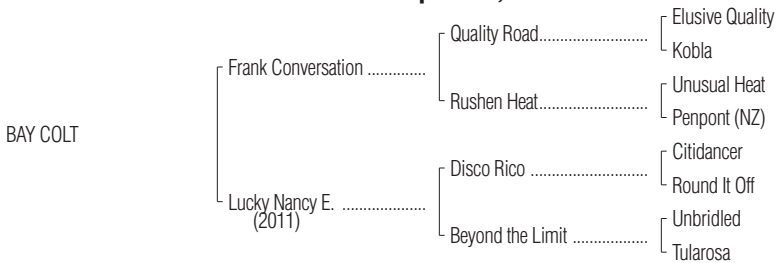 Elusive Quality
Quality Road
Kobla
Frank Conversation
Unusual Heat
Rushen Heat
Penpont (NZ)
BAY COLT
Citidancer
Disco Rico
Round It Off
Lucky Nancy E.
(2011)
Unbridled
Beyond the Limit
Tularosa